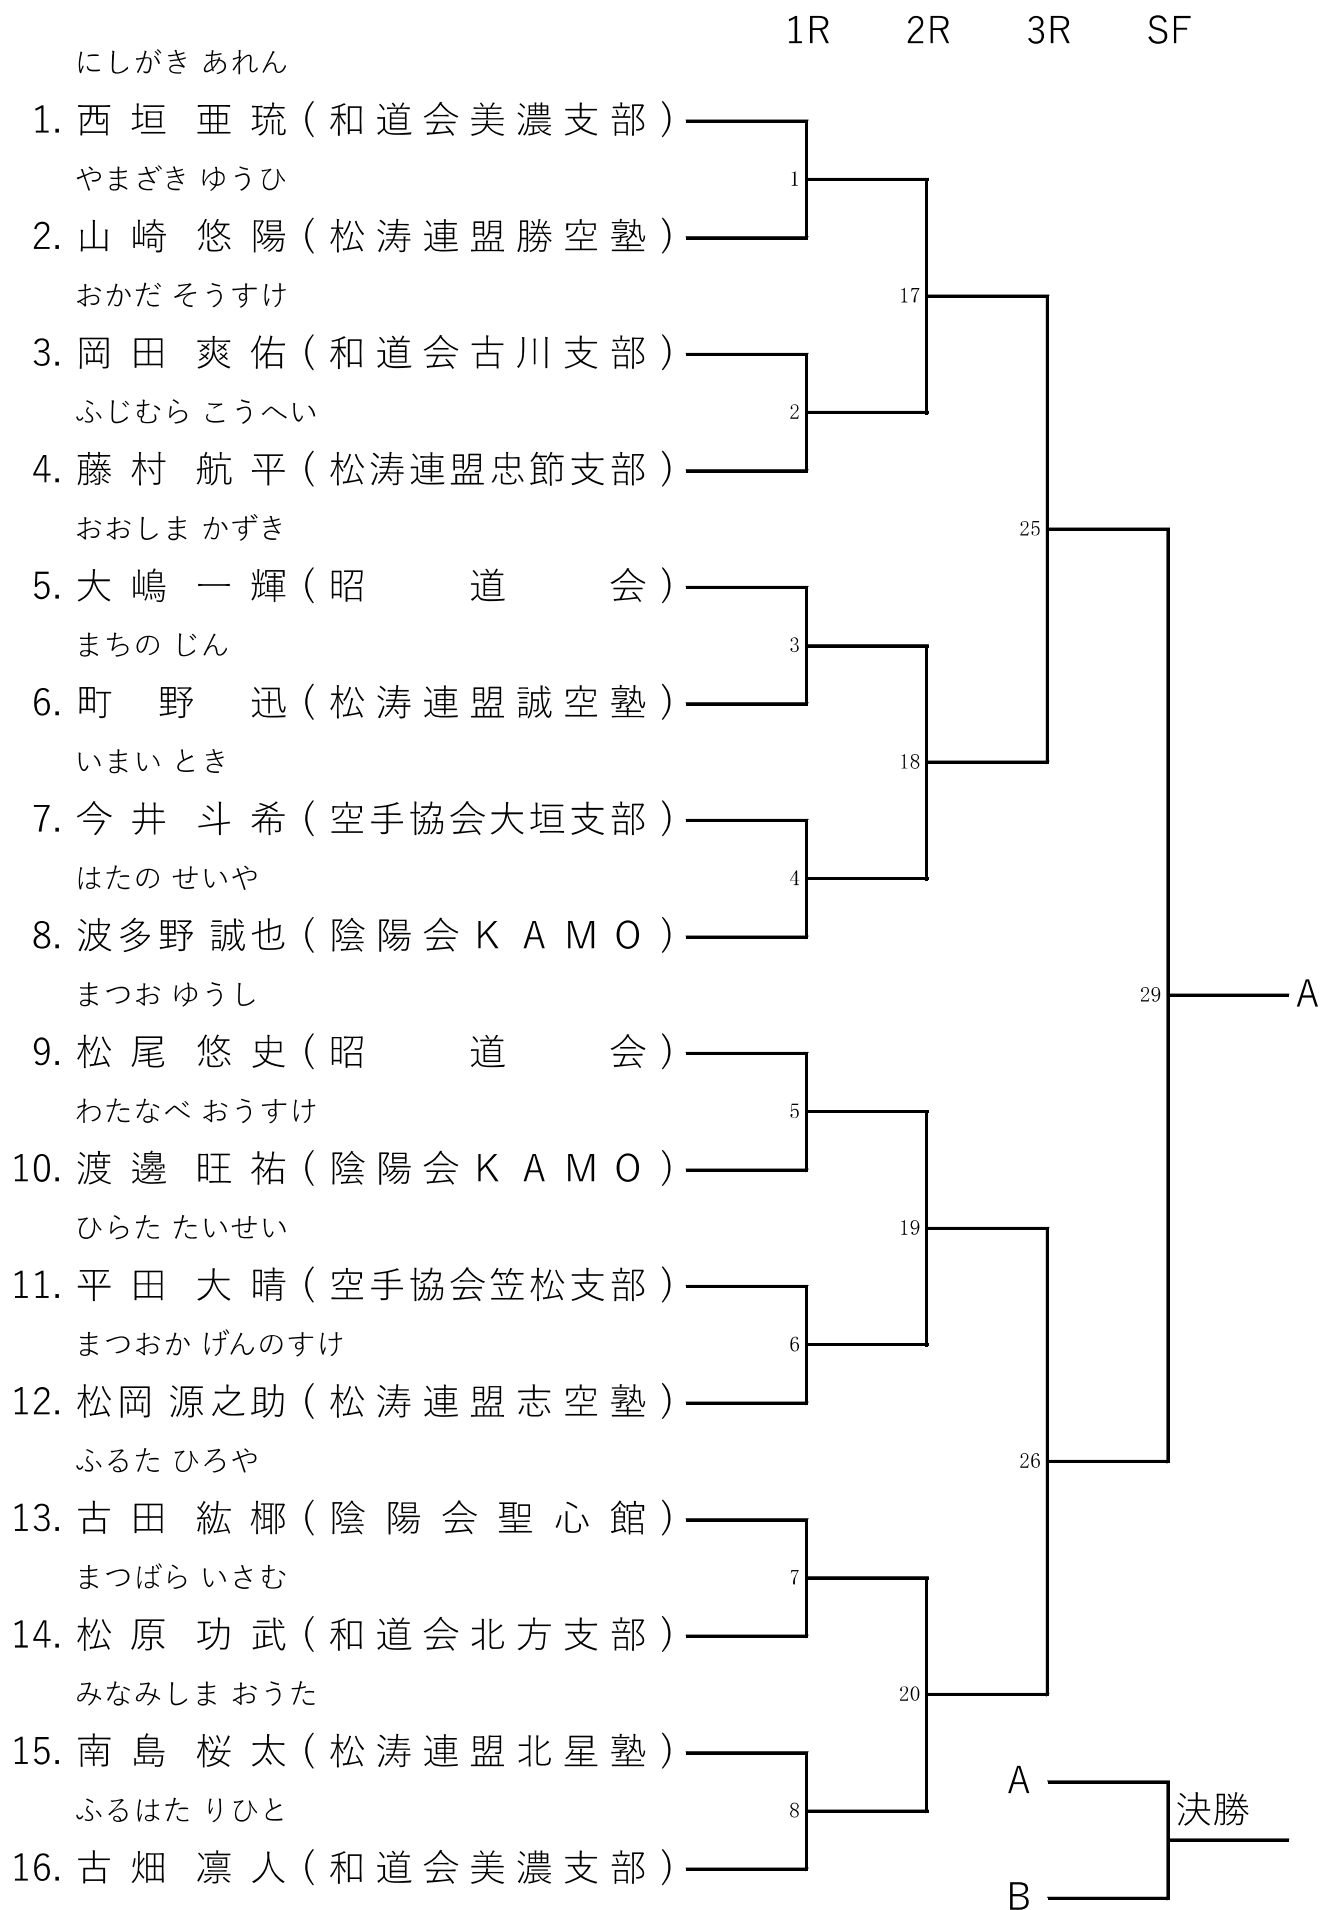 1R 2R 3R SF
にしがき あれん
1. 西垣 亜琉(和道会美濃支部)
やまざき ゆうひ
1
2. 山崎 悠陽(松涛連盟勝空塾)
おかだ そうすけ
17
3. 岡田 爽佑(和道会古川支部)
ふじむら こうへい
2
4. 藤村 航平(松涛連盟忠節支部)
おおしま かずき
25
5. 大嶋 一輝(昭道会)
まちの じん
3
6. 町野 迅(松涛連盟誠空塾)
いまい とき
18
7. 今井 斗希(空手協会大垣支部)
はたの せいや
4
8. 波多野 誠也(陰陽会KAMO)
まつお ゆうし
29 A
9. 松尾 悠史(昭道会)
わたなべ おうすけ
5
10. 渡邊 旺祐(陰陽会KAMO)
ひらた たいせい
19
11. 平田 大晴(空手協会笠松支部)
まつおか げんのすけ
6
12. 松岡 源之助(松涛連盟志空塾)
ふるた ひろや
26
13. 古田 紘椰(陰陽会聖心館)
まつばら いさむ
7
14. 松原 功武(和道会北方支部)
みなみしま おうた
20
15. 南島 桜太(松涛連盟北星塾)
ふるはた りひと
8
16. 古畑 凛人(和道会美濃支部)
A
決勝
B